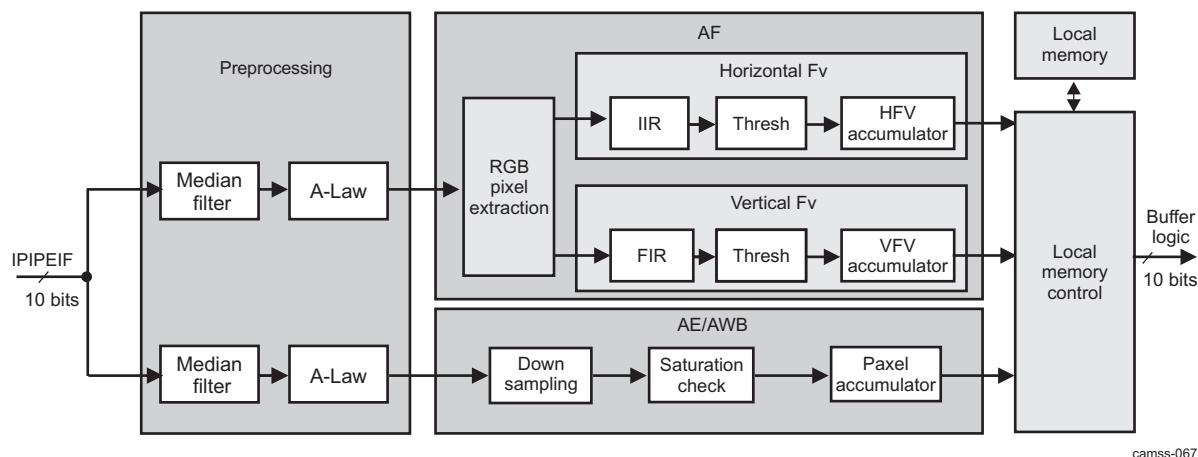 Preprocessing
AF
Local
memory
Horizontal Fv
IIR
Thresh
HFV
accumulator
RGB
pixel
extraction
Median
filter
A-Law
Vertical Fv
FIR
Thresh
VFV
accumulator
IPIPEIF
10 bits
Local
memory
control
Buffer
logic
10 bits
AE/AWB
Median
filter
A-Law
Down
sampling
Saturation
check
Paxel
accumulator
camss-067